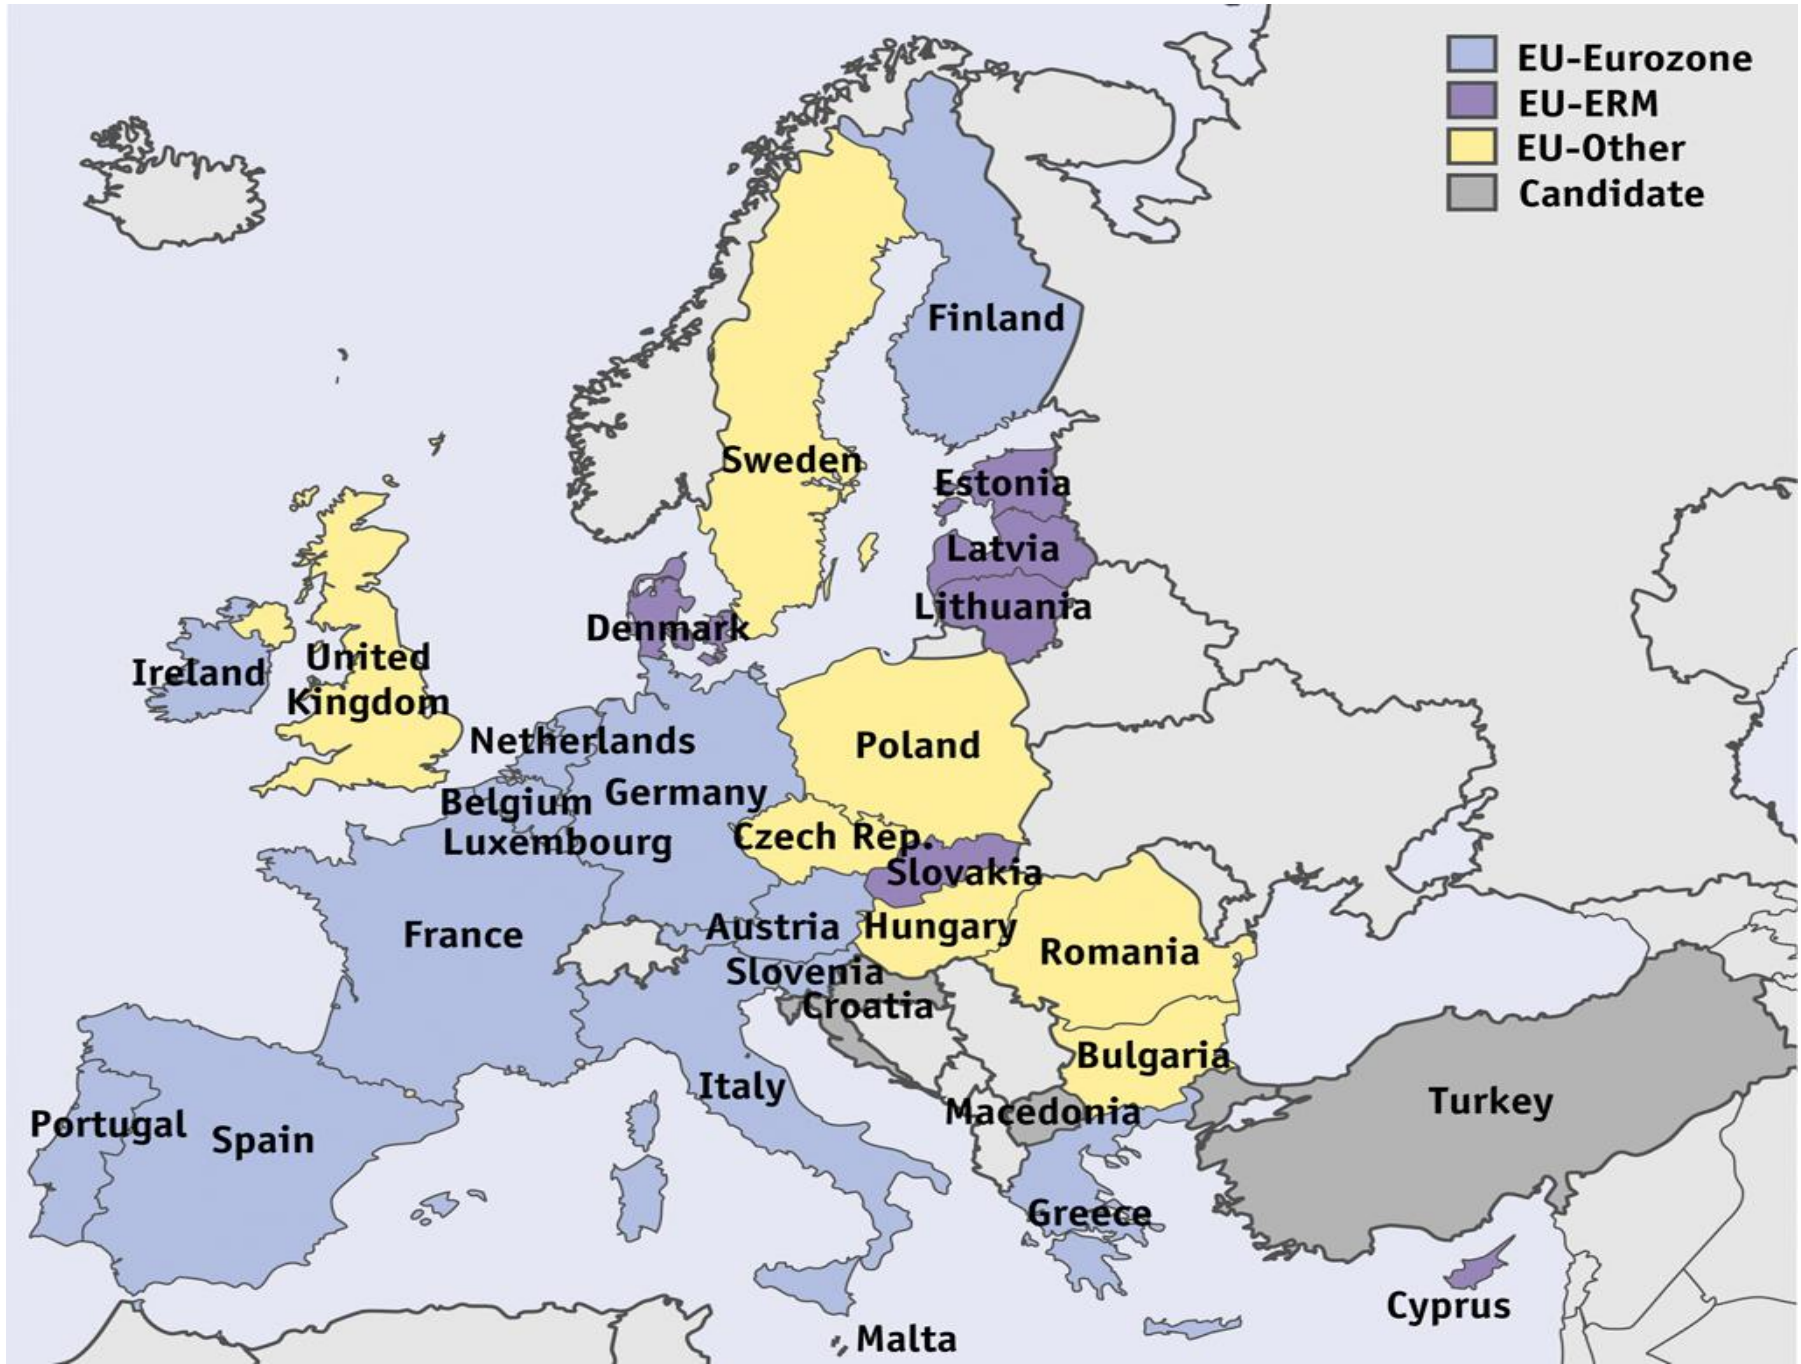 EU-Eurozone
EU-ERM
EU-Other
Candidate
Finland
Sweden
Estonia
Latvia
Lithuania
Denmark
Ireland
United
Kingdom
Netherlands
Poland
Belgium
Germany
Luxembourg
Czech Rep.
Slovakia
France
Austria
Hungary
Romania
Slovenia
Croatia
Bulgaria
Italy
Macedonia
Turkey
Portugal
Spain
Greece
Cyprus
Malta